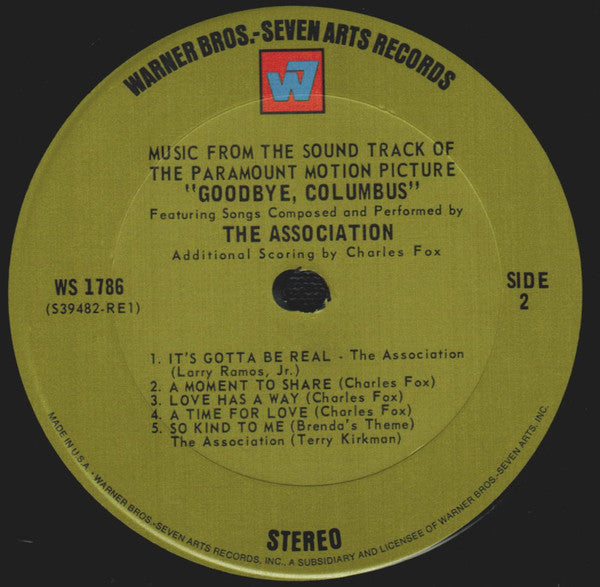 WARNER BROS.-SEVEN ARTS RECORDS
W7
MUSIC FROM THE SOUND TRACK OF
THE PARAMOUNT MOTION PICTURE
"GOODBYE, COLUMBUS"
Featuring Songs Composed and Performed by
THE ASSOCIATION
Additional Scoring by Charles Fox
WS 1786
(S39482-RE1)
SIDE
2
1. IT'S GOTTA BE REAL - The Association
(Larry Ramos, Jr.)
2. A MOMENT TO SHARE (Charles Fox)
3. LOVE HAS A WAY (Charles Fox)
4. A TIME FOR LOVE (Charles Fox)
5. SO KIND TO ME (Brenda's Theme)
The Association (Terry Kirkman)
STEREO
MADE IN U.S.A. • WARNER BROS.-SEVEN ARTS RECORDS, INC., A SUBSIDIARY AND LICENSEE OF WARNER BROS.-SEVEN ARTS, INC.